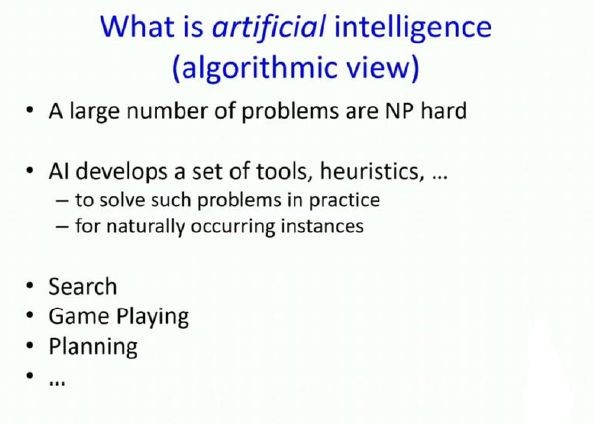 What is artificial intelligence
(algorithmic view)
• A large number of problems are NP hard
• AI develops a set of tools, heuristics, ...
– to solve such problems in practice
– for naturally occurring instances
• Search
• Game Playing
• Planning
• ...